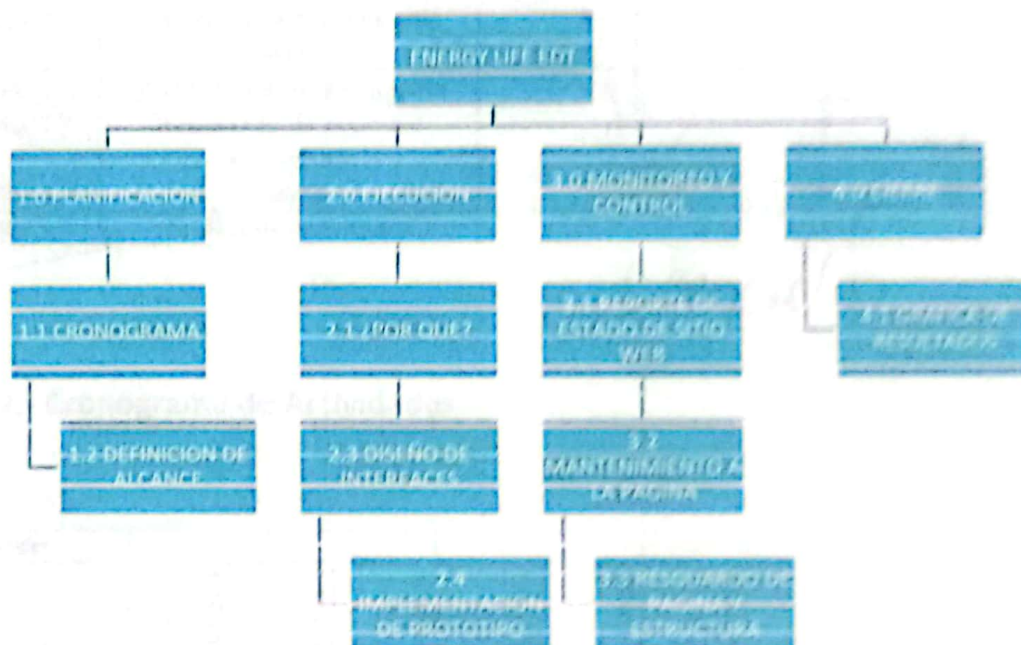 ENERGY LIFE EDT
1.0 PLANIFICACION
2.0 EJECUCION
3.0 MONITOREO Y
CONTROL
4.0 CIERRE
1.1 CRONOGRAMA
2.1 ¿POR QUE?
3.1 REPORTE DE
ESTADO DE SITIO
WEB
4.1 GRAFICA DE
RESULTADOS
1.2 DEFINICION DE
ALCANCE
2.3 DISEÑO DE
INTERFACES
3.2
MANTENIMIENTO A
LA PAGINA
2.4
IMPLEMENTACION
DE PROTOTIPO
3.3 RESGUARDO DE
PAGINA Y
ESTRUCTURA
Cronograma de Actividades